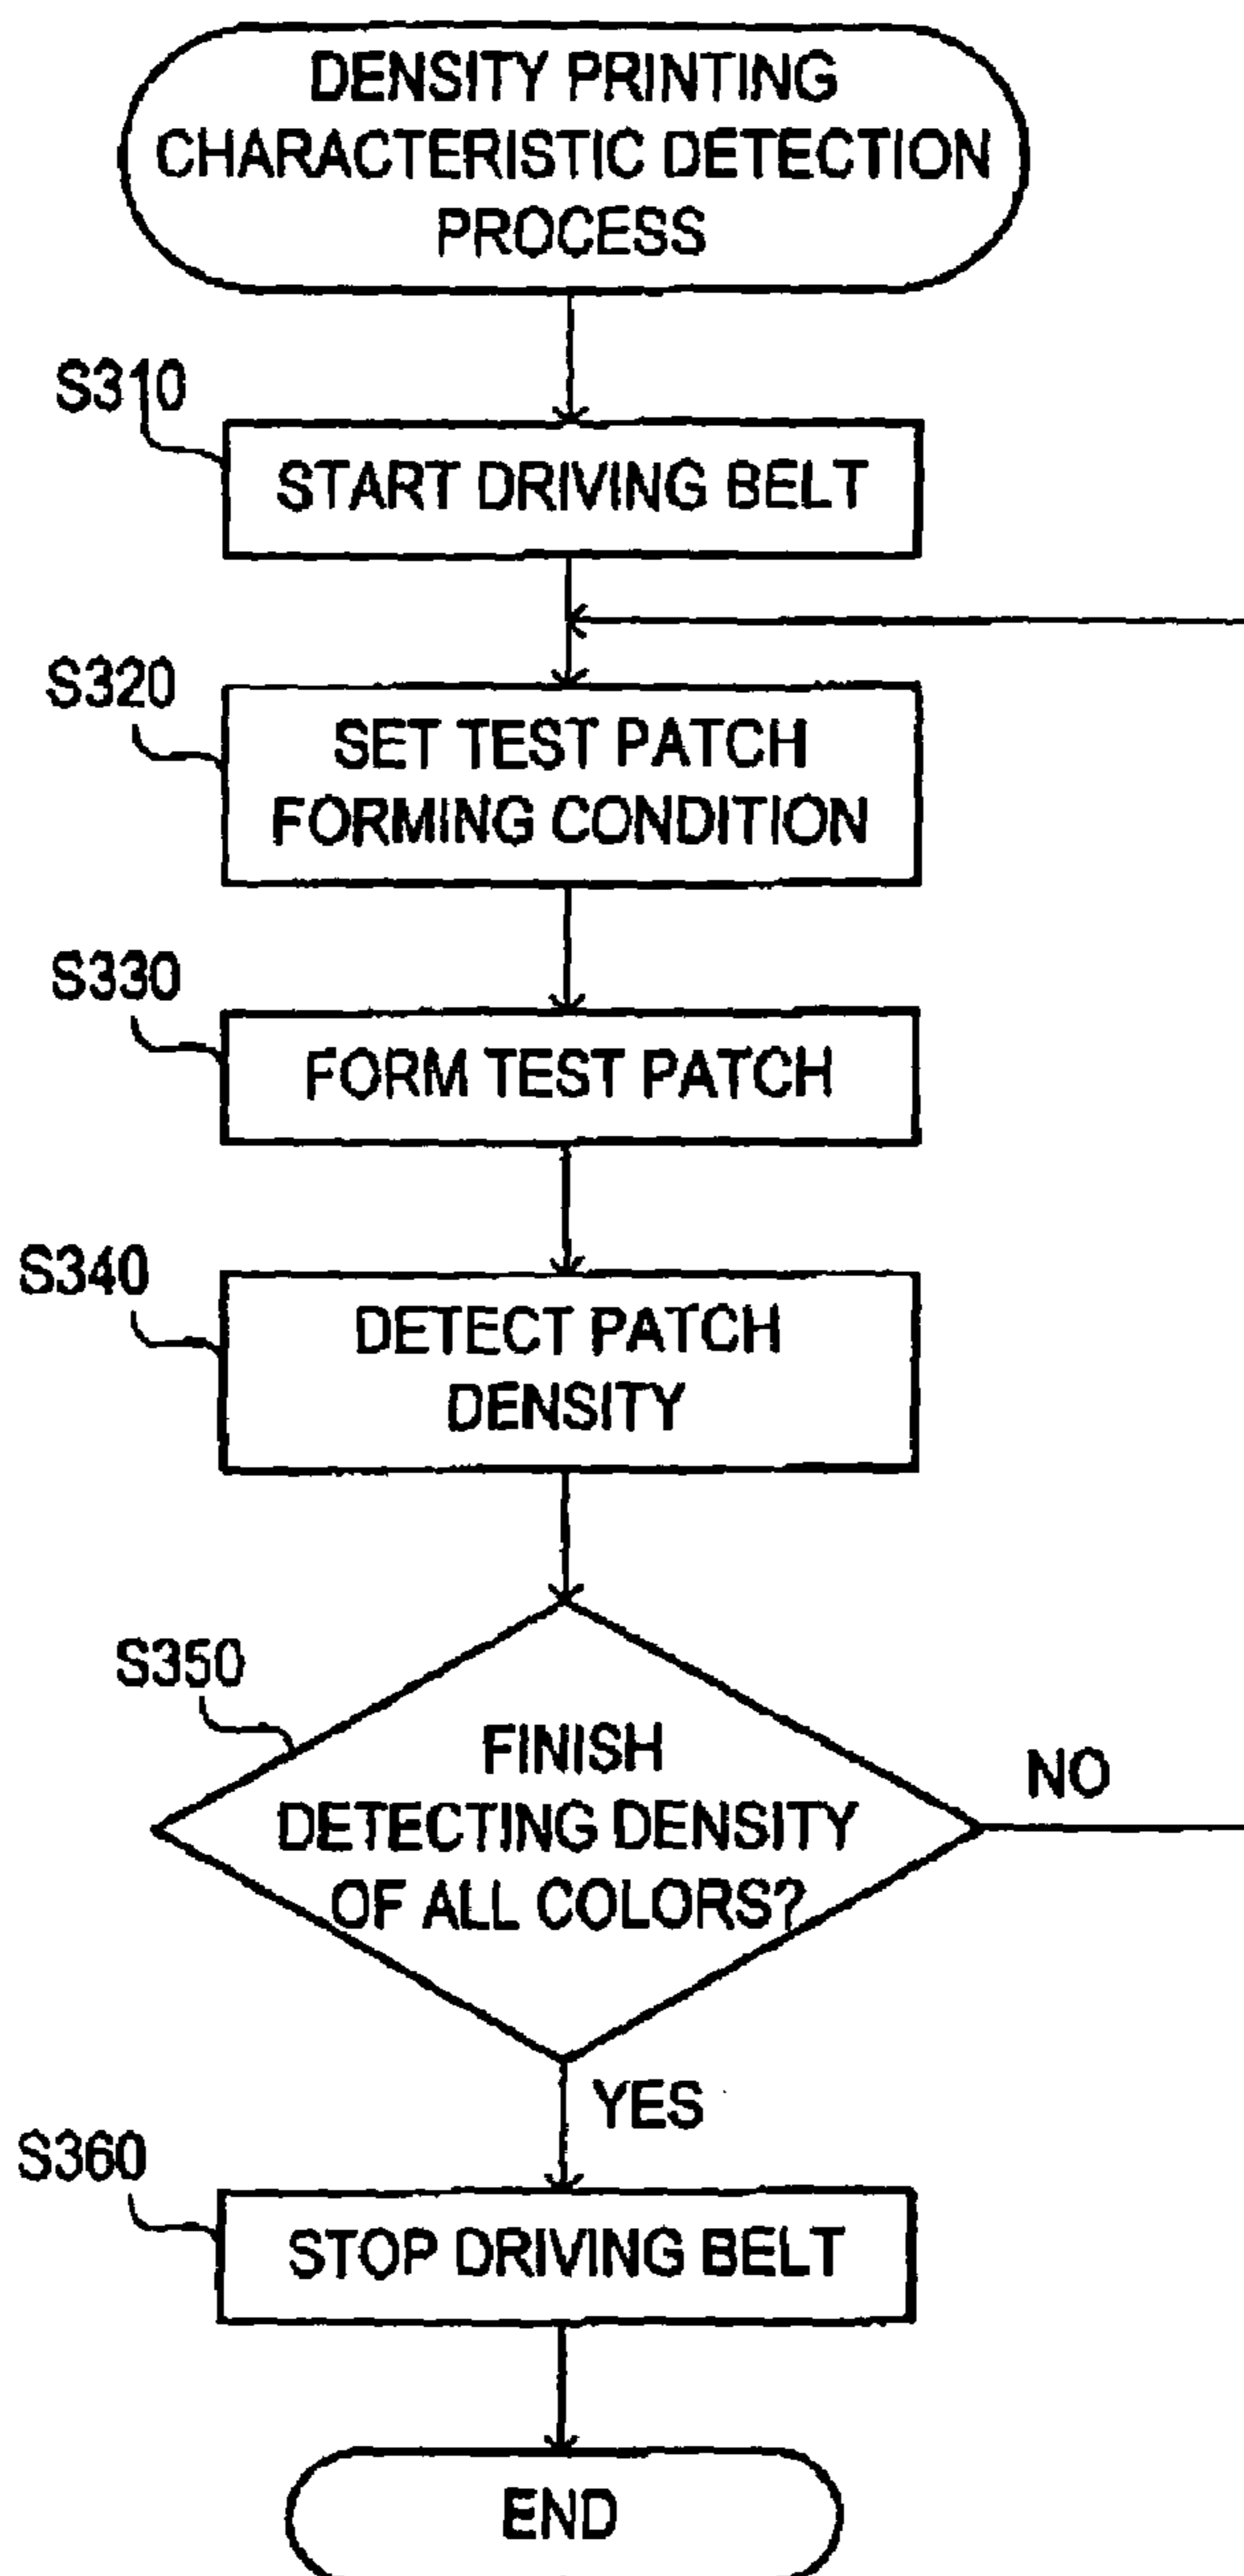 DENSITY PRINTING
CHARACTERISTIC DETECTION
PROCESS
S310
START DRIVING BELT
S320
SET TEST PATCH
FORMING CONDITION
S330
FORM TEST PATCH
S340
DETECT PATCH
DENSITY
S350
FINISH
DETECTING DENSITY
OF ALL COLORS?
NO
YES
S360
STOP DRIVING BELT
END